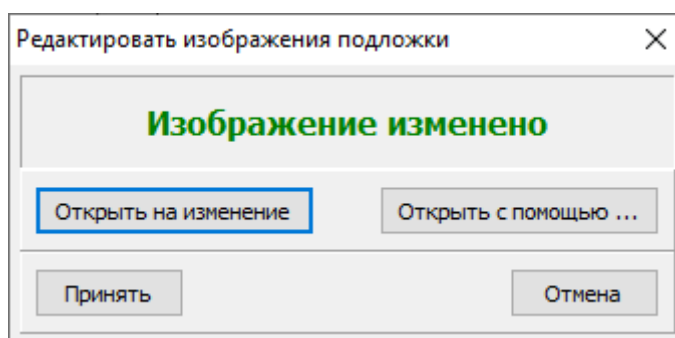 Редактировать изображения подложки
Изображение изменено
Открыть на изменение
Открыть с помощью ...
Принять
Отмена